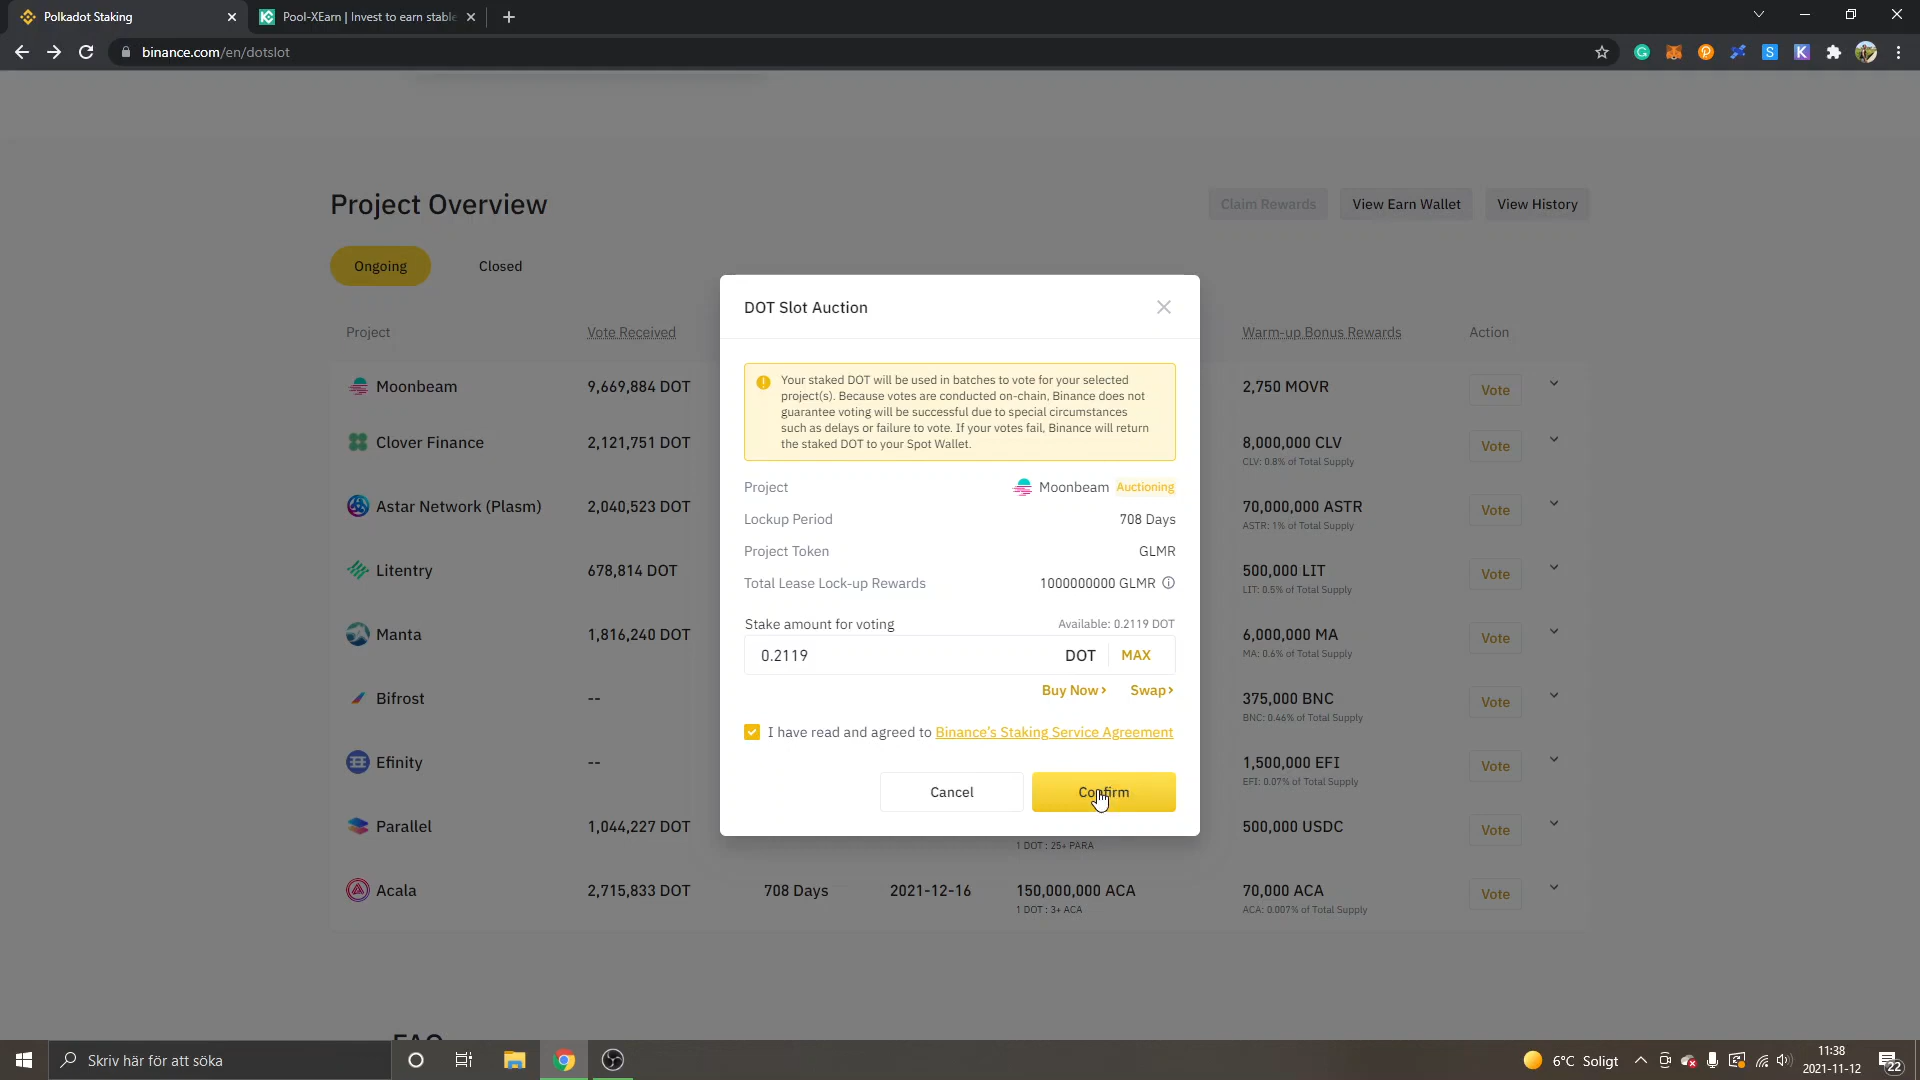 Polkadot Staking
Pool-XEarn | Invest to earn stable
binance.com/en/dotslot
Project Overview
Claim Rewards
View Earn Wallet
View History
Ongoing
Closed
Project
Vote Received
Warm-up Bonus Rewards
Action
Moonbeam
9,669,884 DOT
2,750 MOVR
Vote
Clover Finance
2,121,751 DOT
8,000,000 CLV
CLV: 0.8% of Total Supply
Vote
Astar Network (Plasm)
2,040,523 DOT
70,000,000 ASTR
ASTR: 1% of Total Supply
Vote
Litentry
678,814 DOT
500,000 LIT
LIT: 0.5% of Total Supply
Vote
Manta
1,816,240 DOT
6,000,000 MA
MA: 0.6% of Total Supply
Vote
Bifrost
--
375,000 BNC
BNC: 0.46% of Total Supply
Vote
Efinity
--
1,500,000 EFI
EFI: 0.07% of Total Supply
Vote
Parallel
1,044,227 DOT
1 DOT : 25+ PARA
500,000 USDC
Vote
Acala
2,715,833 DOT
708 Days
2021-12-16
150,000,000 ACA
1 DOT : 3+ ACA
70,000 ACA
ACA: 0.007% of Total Supply
Vote
DOT Slot Auction
Your staked DOT will be used in batches to vote for your selected
project(s). Because votes are conducted on-chain, Binance does not
guarantee voting will be successful due to special circumstances
such as delays or failure to vote. If your votes fail, Binance will return
the staked DOT to your Spot Wallet.
Project
Moonbeam Auctioning
Lockup Period
708 Days
Project Token
GLMR
Total Lease Lock-up Rewards
1000000000 GLMR
Stake amount for voting
Available: 0.2119 DOT
0.2119
DOT
MAX
Buy Now
Swap
I have read and agreed to Binance's Staking Service Agreement
Cancel
Confirm
FAQ
Skriv här för att söka
6°C Soligt
11:38
2021-11-12
22